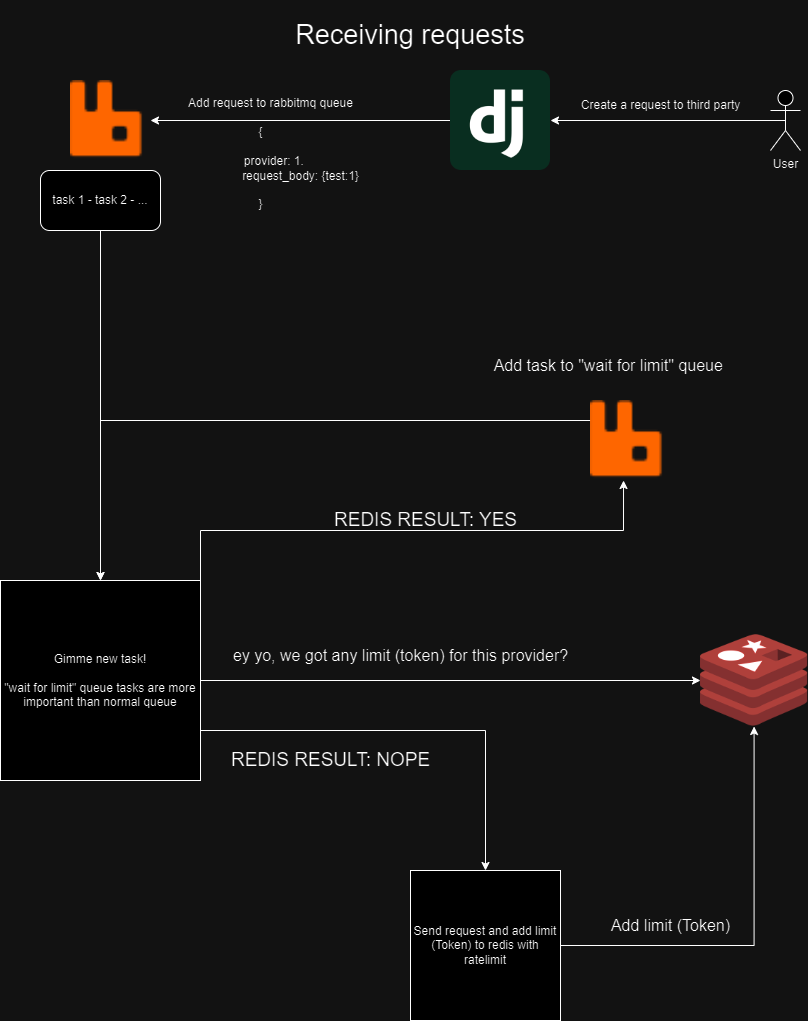 Receiving requests
Add request to rabbitmq queue
{
provider: 1.
request_body: {test:1}
}
dj
Create a request to third party
User
task 1 - task 2 - ...
Add task to "wait for limit" queue
REDIS RESULT: YES
Gimme new task!
"wait for limit" queue tasks are more
important than normal queue
ey yo, we got any limit (token) for this provider?
REDIS RESULT: NOPE
Send request and add limit
(Token) to redis with
ratelimit
Add limit (Token)